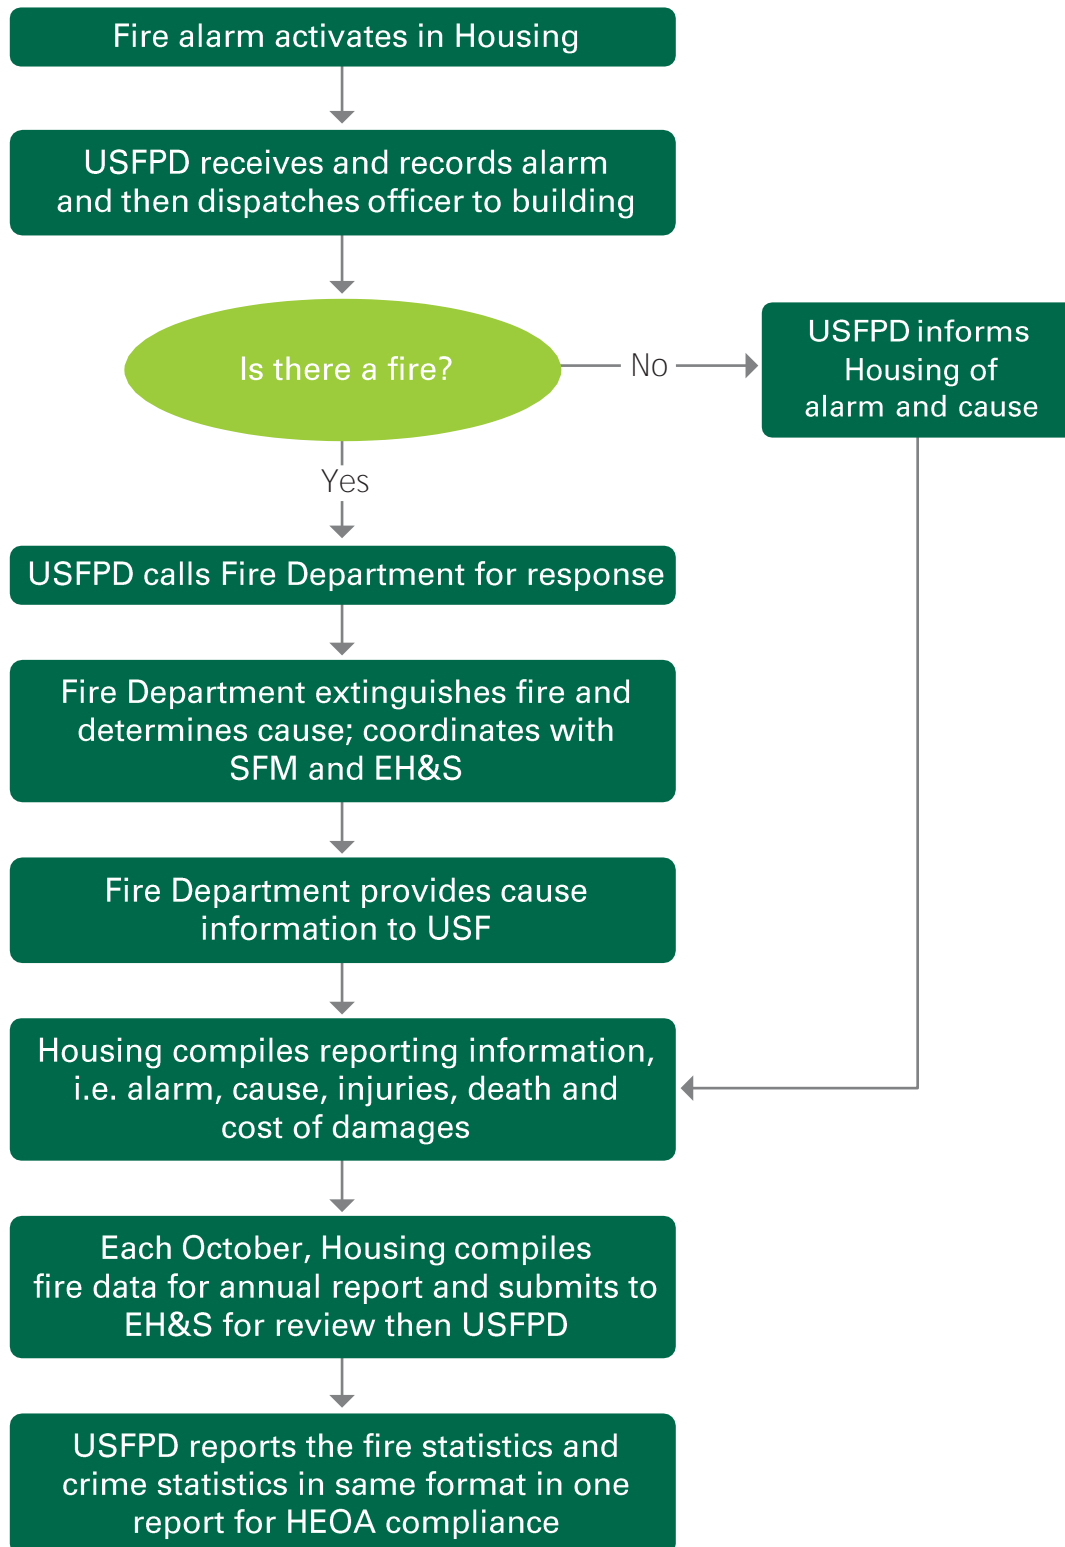 Fire alarm activates in Housing
USFPD receives and records alarm
and then dispatches officer to building
Is there a fire?
No
USFPD informs
Housing of
alarm and cause
Yes
USFPD calls Fire Department for response
Fire Department extinguishes fire and
determines cause; coordinates with
SFM and EH&S
Fire Department provides cause
information to USF
Housing compiles reporting information,
i.e. alarm, cause, injuries, death and
cost of damages
Each October, Housing compiles
fire data for annual report and submits to
EH&S for review then USFPD
USFPD reports the fire statistics and
crime statistics in same format in one
report for HEOA compliance